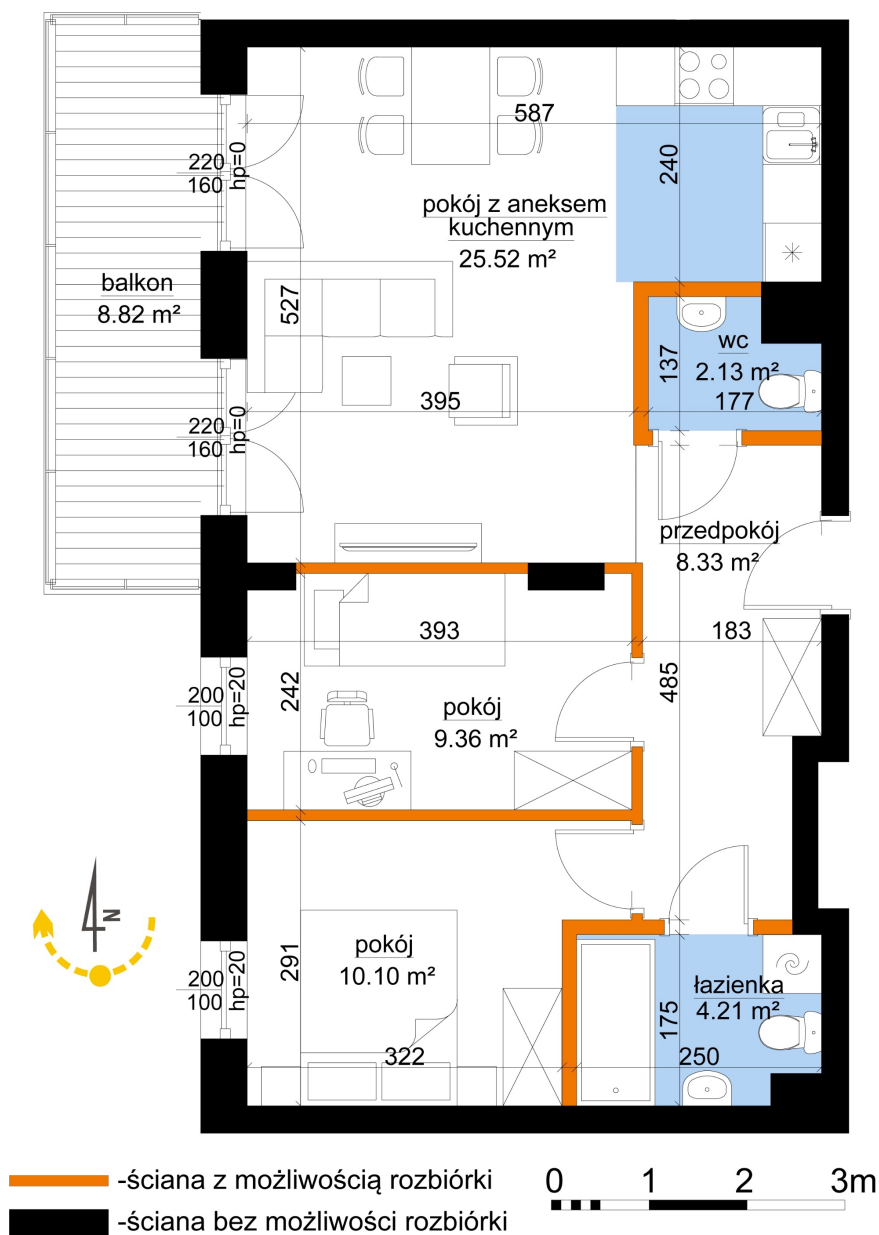 587
220
160
hp=0
240
pokój z aneksem
kuchennym
25.52 m²
balkon
8.82 m²
527
wc
2.13 m²
137
177
395
220
160
hp=0
przedpokój
8.33 m²
393
183
242
485
200
100
hp=20
pokój
9.36 m²
N
pokój
10.10 m²
291
200
100
hp=20
łazienka
4.21 m²
175
322
250
-ściana z możliwością rozbiórki
0 1 2 3m
-ściana bez możliwości rozbiórki